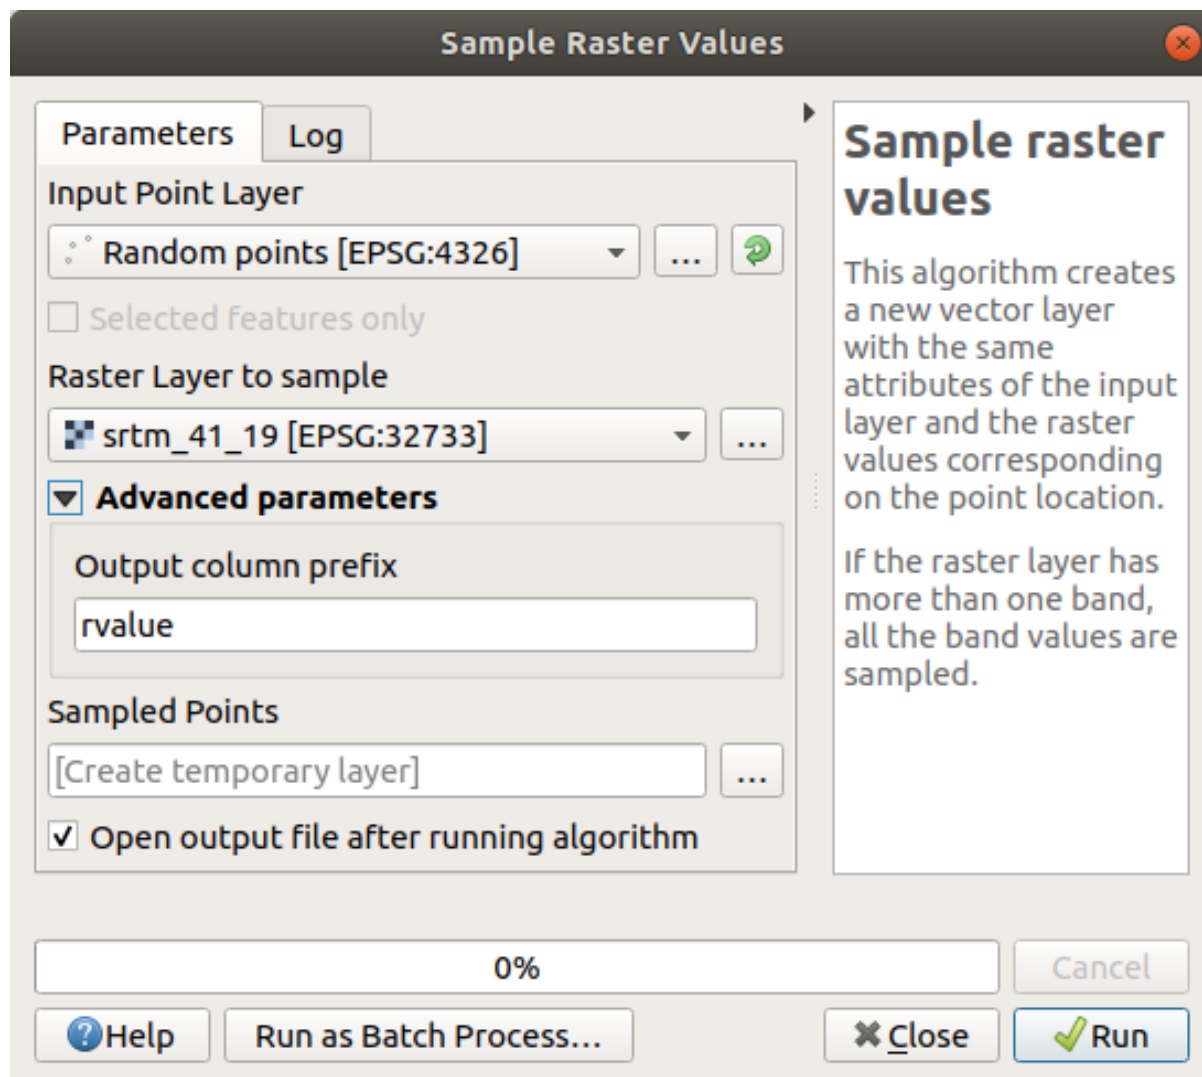 Sample Raster Values
Parameters
Log
Input Point Layer
Random points [EPSG:4326]
...
Selected features only
Raster Layer to sample
srtm_41_19 [EPSG:32733]
...
Advanced parameters
Output column prefix
rvalue
Sampled Points
[Create temporary layer]
...
Open output file after running algorithm
Sample raster
values
This algorithm creates
a new vector layer
with the same
attributes of the input
layer and the raster
values corresponding
on the point location.
If the raster layer has
more than one band,
all the band values are
sampled.
0%
Cancel
Help
Run as Batch Process...
Close
Run